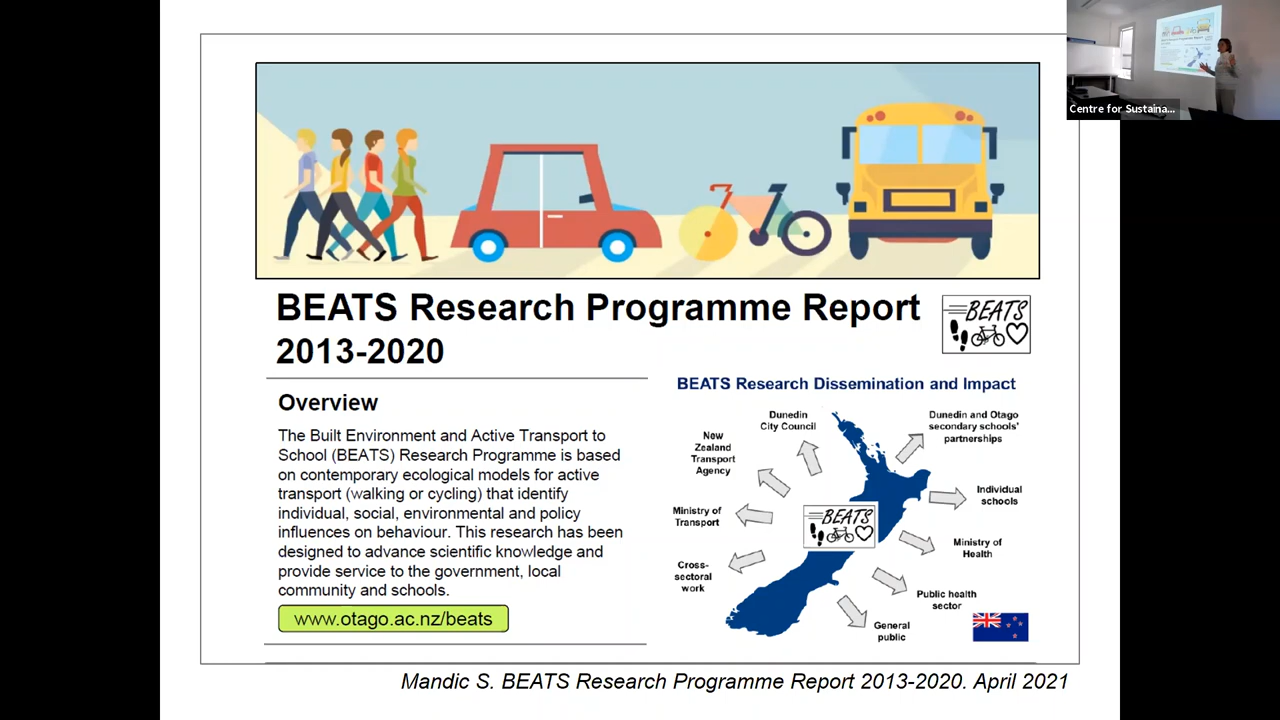 Centre for Sustaina...
BEATS Research Programme Report
2013-2020
BEATS
Overview
The Built Environment and Active Transport to
School (BEATS) Research Programme is based
on contemporary ecological models for active
transport (walking or cycling) that identify
individual, social, environmental and policy
influences on behaviour. This research has been
designed to advance scientific knowledge and
provide service to the government, local
community and schools.
www.otago.ac.nz/beats
BEATS Research Dissemination and Impact
Dunedin
City Council
Dunedin and Otago
secondary schools'
partnerships
New
Zealand
Transport
Agency
Individual
schools
Ministry of
Transport
BEATS
Ministry of
Health
Cross-
sectoral
work
Public health
sector
General
public
Mandic S. BEATS Research Programme Report 2013-2020. April 2021